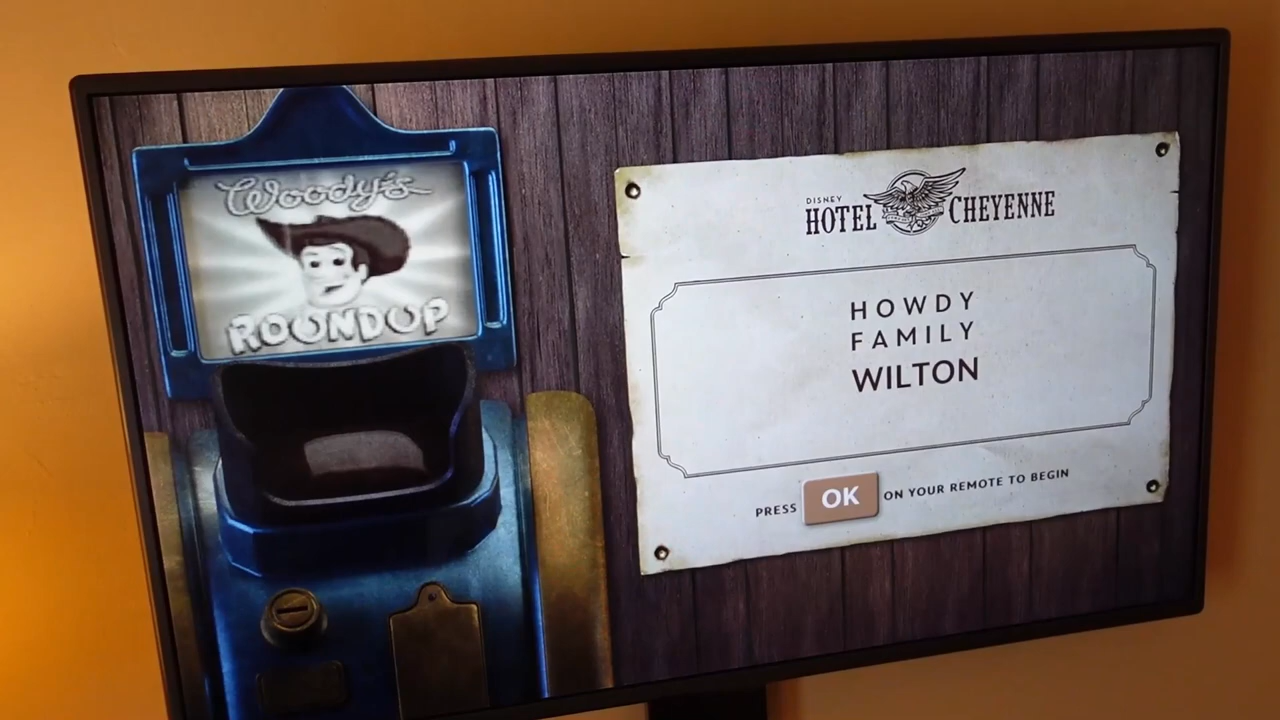 Woody's
ROUNDUP
DISNEY
HOTEL CHEYENNE
HOWDY
FAMILY
WILTON
PRESS OK ON YOUR REMOTE TO BEGIN